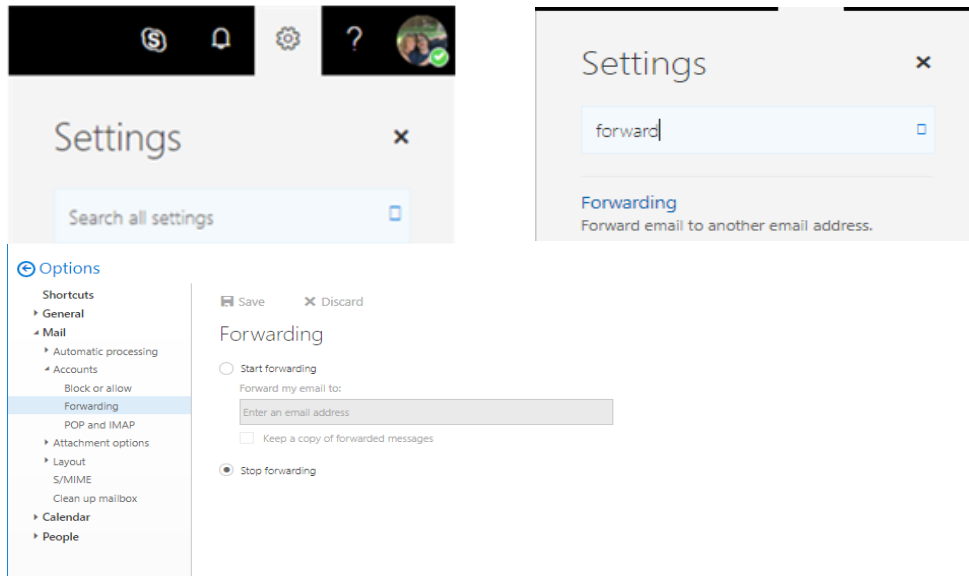 Settings
Search all settings
Settings
forward
Forwarding
Forward email to another email address.
Options
Shortcuts
General
Mail
Automatic processing
Accounts
Block or allow
Forwarding
POP and IMAP
Attachment options
Layout
S/MIME
Clean up mailbox
Calendar
People
Save Discard
Forwarding
Start forwarding
Forward my email to:
Enter an email address
Keep a copy of forwarded messages
Stop forwarding